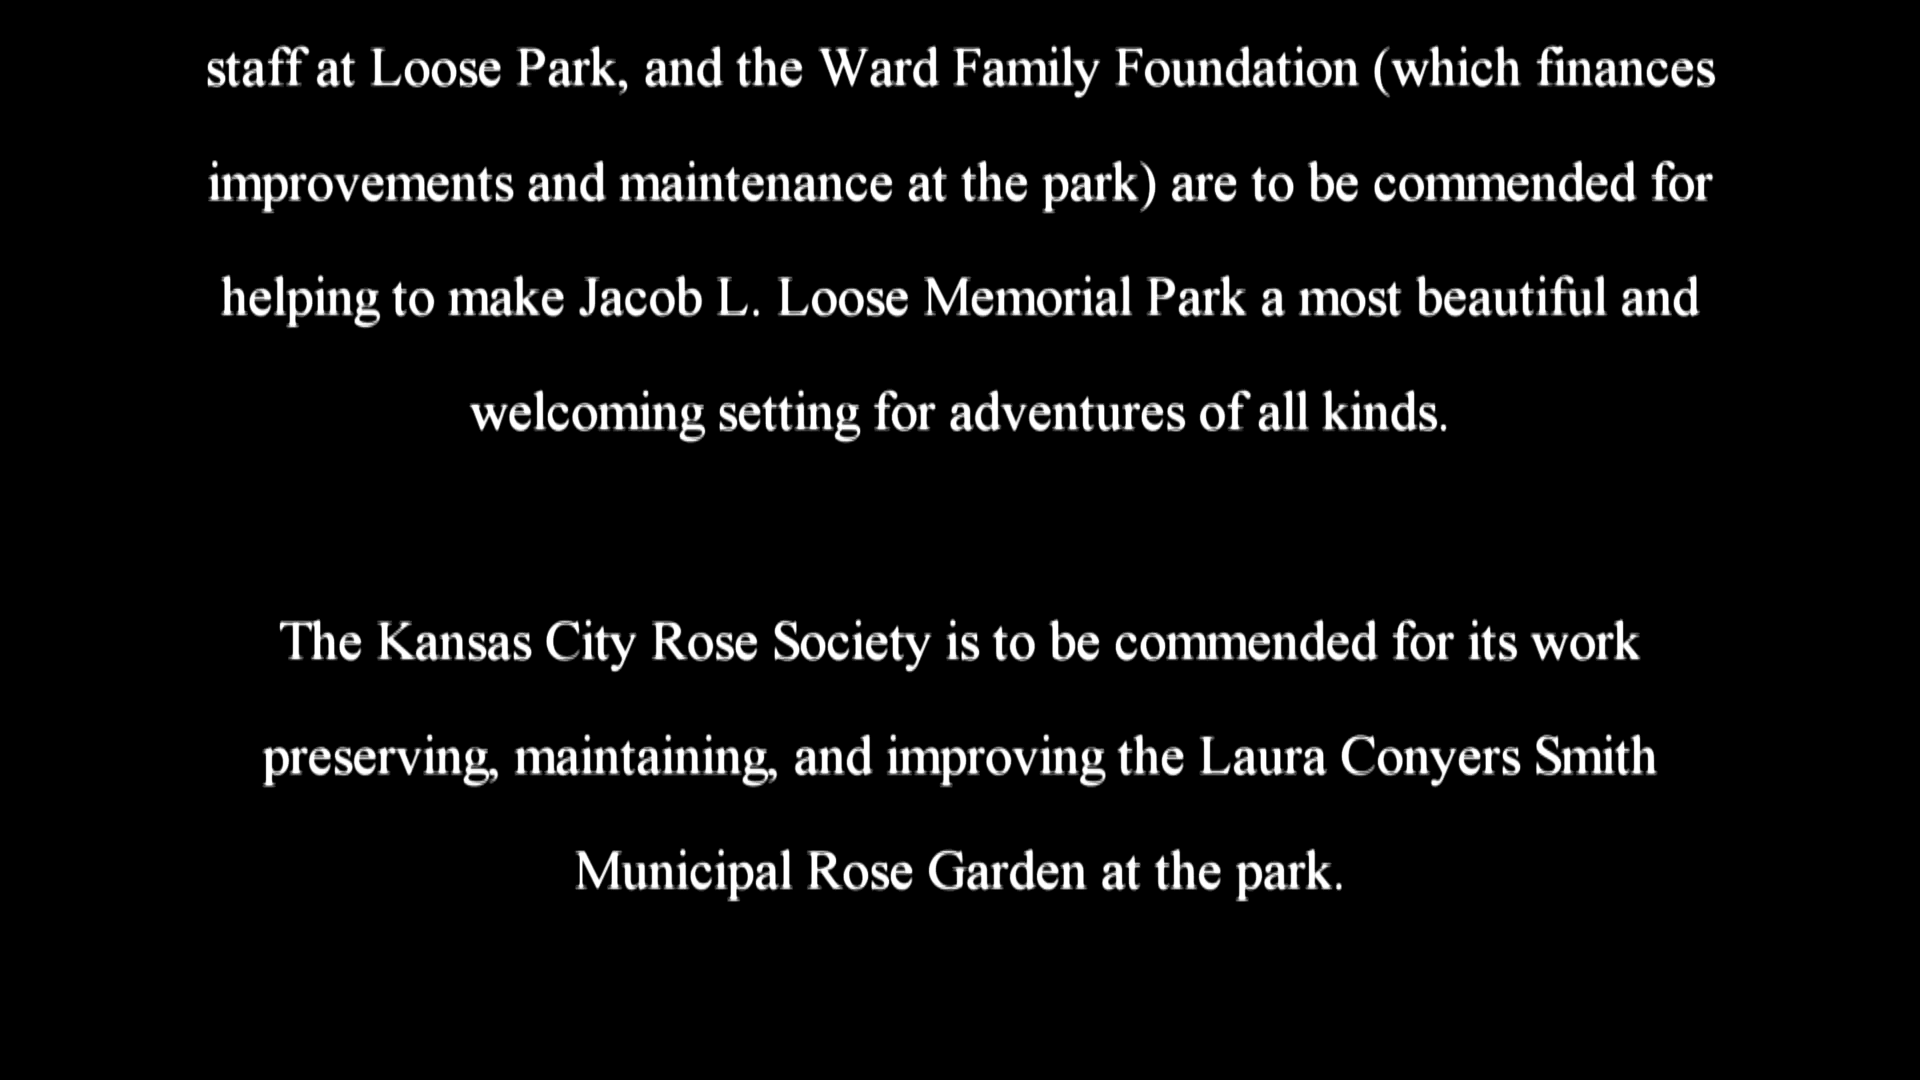 staff at Loose Park, and the Ward Family Foundation (which finances
improvements and maintenance at the park) are to be commended for
helping to make Jacob L. Loose Memorial Park a most beautiful and
welcoming setting for adventures of all kinds.
The Kansas City Rose Society is to be commended for its work
preserving, maintaining, and improving the Laura Conyers Smith
Municipal Rose Garden at the park.